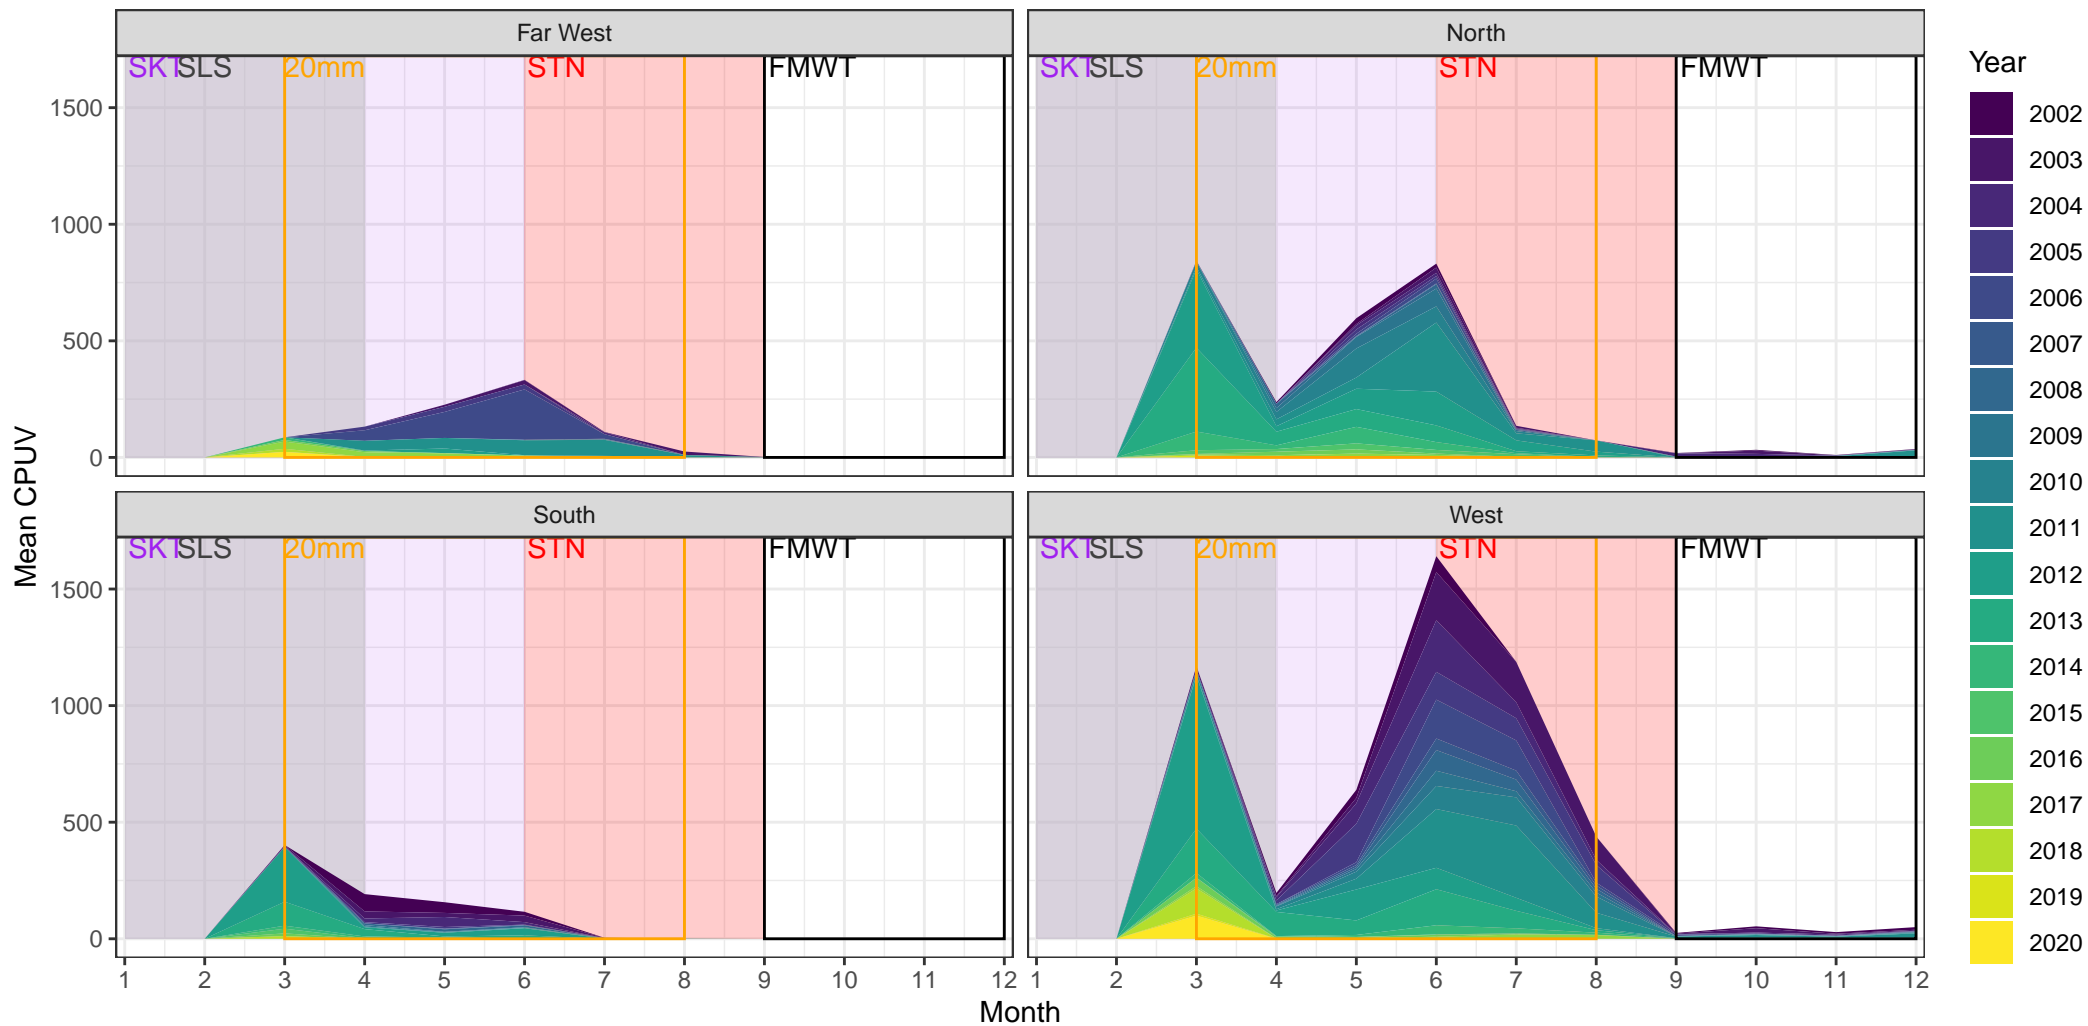 Far West
North
SKT SLS 20mm STN FMWT
SKT SLS 20mm STN FMWT
1500
1000
500
0
South
West
SKT SLS 20mm STN FMWT
SKT SLS 20mm STN FMWT
1500
1000
500
0
1 2 3 4 5 6 7 8 9 10 11 12
1 2 3 4 5 6 7 8 9 10 11 12
Month
Mean CPUV
Year
2002
2003
2004
2005
2006
2007
2008
2009
2010
2011
2012
2013
2014
2015
2016
2017
2018
2019
2020